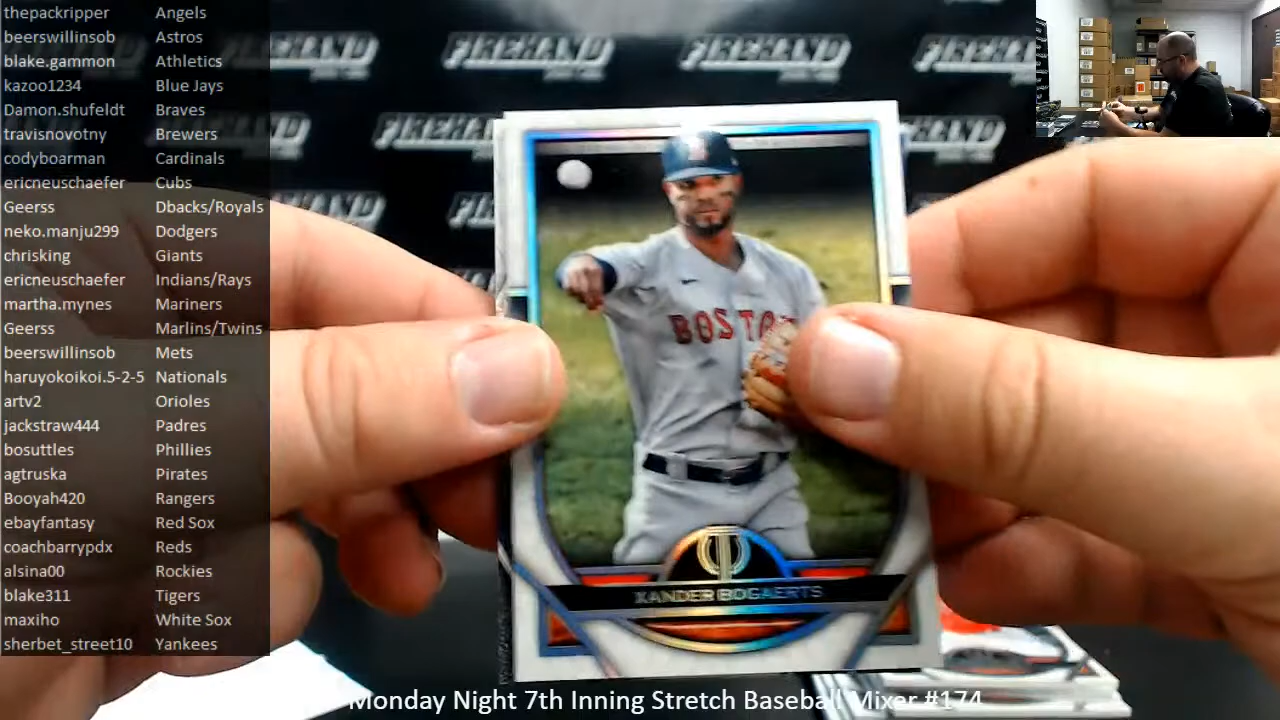 thepackripper Angels
beerswillinsob Astros
blake.gammon Athletics
kazoo1234 Blue Jays
Damon.shufeldt Braves
travisnovotny Brewers
codyboarman Cardinals
ericneuschaefer Cubs
Geerss Dbacks/Royals
neko.manju299 Dodgers
chrisking Giants
ericneuschaefer Indians/Rays
martha.mynes Mariners
Geerss Marlins/Twins
beerswillinsob Mets
haruyokoikoi.5-2-5 Nationals
artv2 Orioles
jackstraw444 Padres
bosuttles Phillies
agtruska Pirates
Booyah420 Rangers
ebayfantasy Red Sox
coachbarrypdx Reds
alsina00 Rockies
blake311 Tigers
maxiho White Sox
sherbet_street10 Yankees
FIREHAND FIREHAND FIREHAND
FIREHAND
BOSTON
XANDER BOGAERTS
Monday Night 7th Inning Stretch Baseball Mixer #174